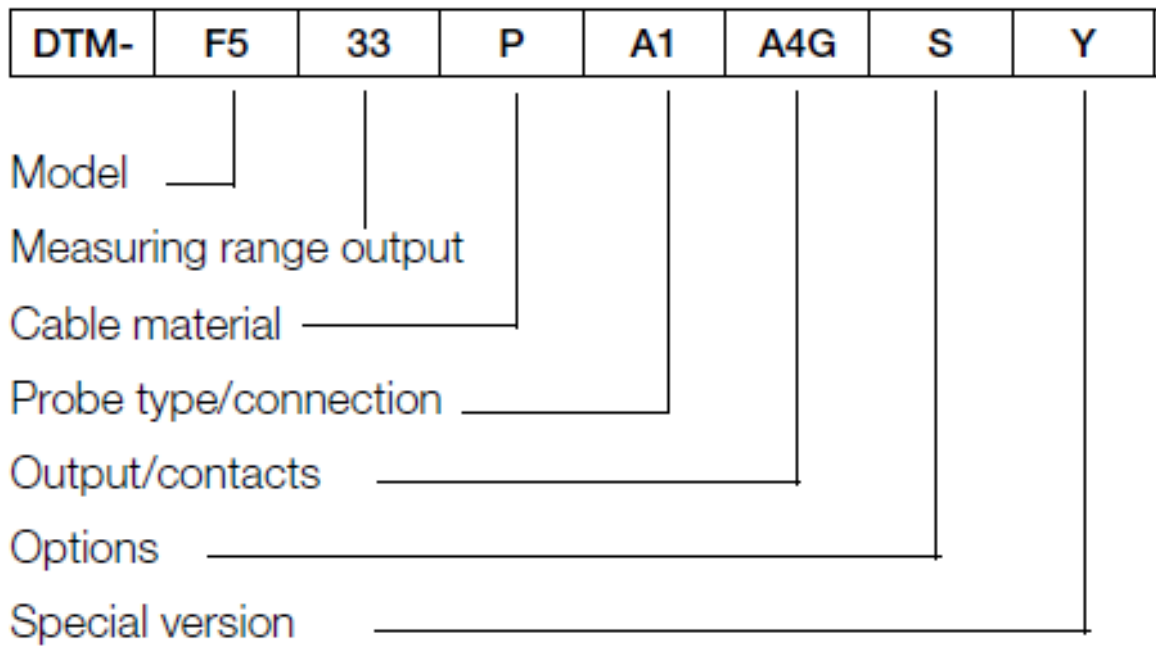 DTM- F5 33 P A1 A4G S Y
Model
Measuring range output
Cable material
Probe type/connection
Output/contacts
Options
Special version